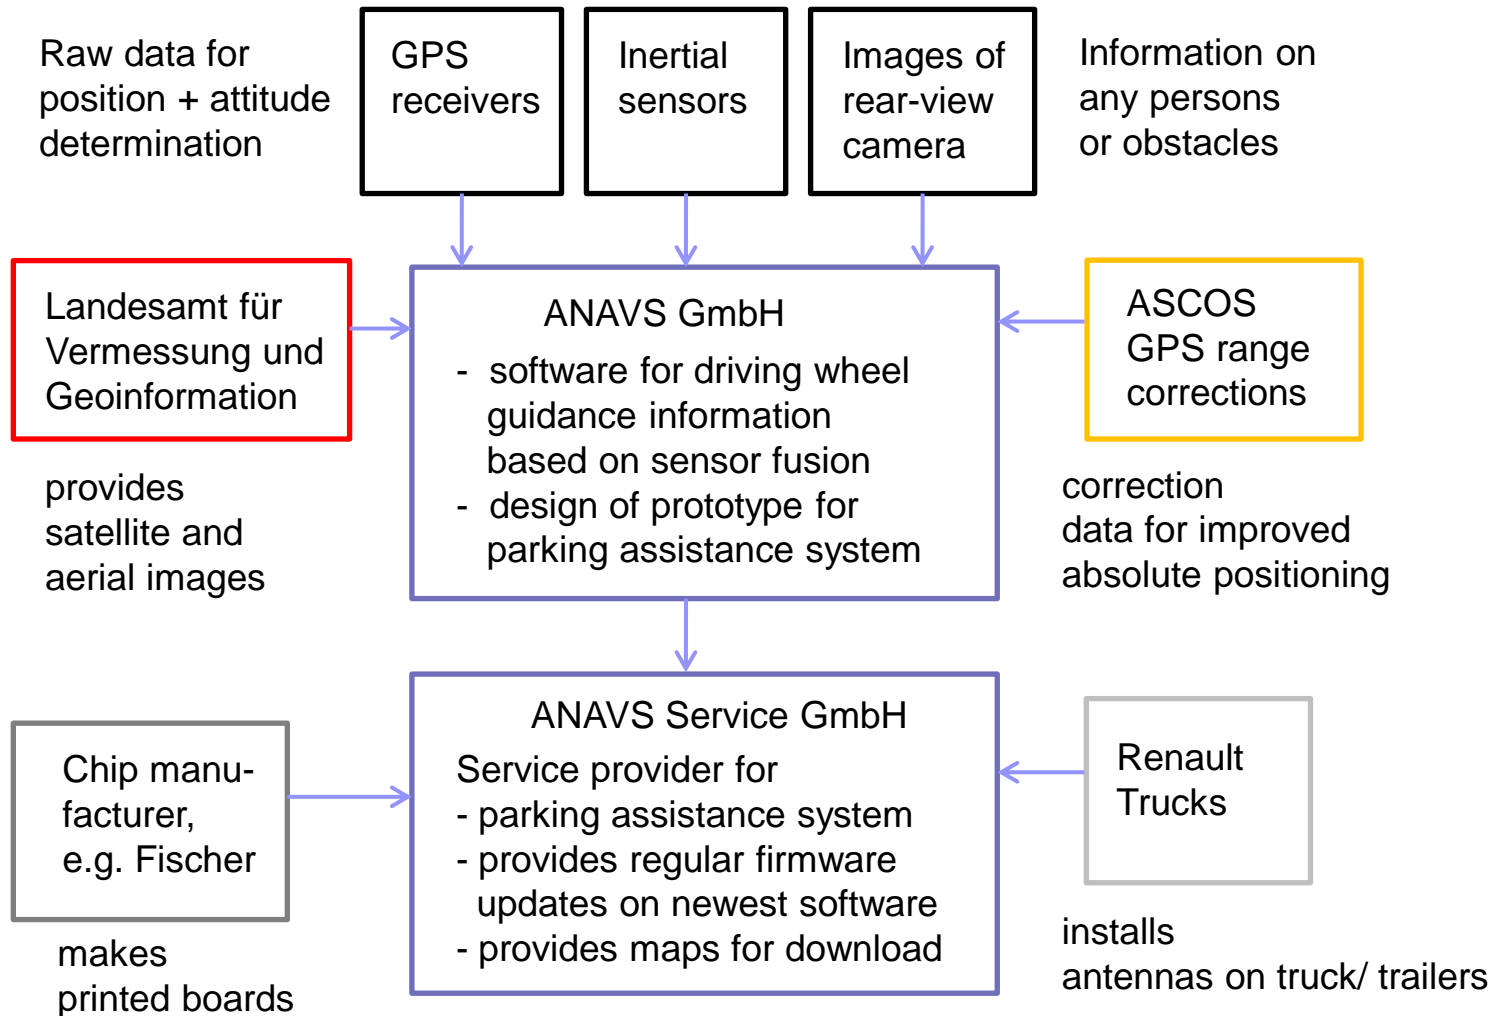 Raw data for
position + attitude
determination
GPS
receivers
Inertial
sensors
Images of
rear-view
camera
Information on
any persons
or obstacles
Landesamt für
Vermessung und
Geoinformation
provides
satellite and
aerial images
ANAVS GmbH
- software for driving wheel
guidance information
based on sensor fusion
- design of prototype for
parking assistance system
ASCOS
GPS range
corrections
correction
data for improved
absolute positioning
Chip manu-
facturer,
e.g. Fischer
makes
printed boards
ANAVS Service GmbH
Service provider for
- parking assistance system
- provides regular firmware
updates on newest software
- provides maps for download
Renault
Trucks
installs
antennas on truck/ trailers